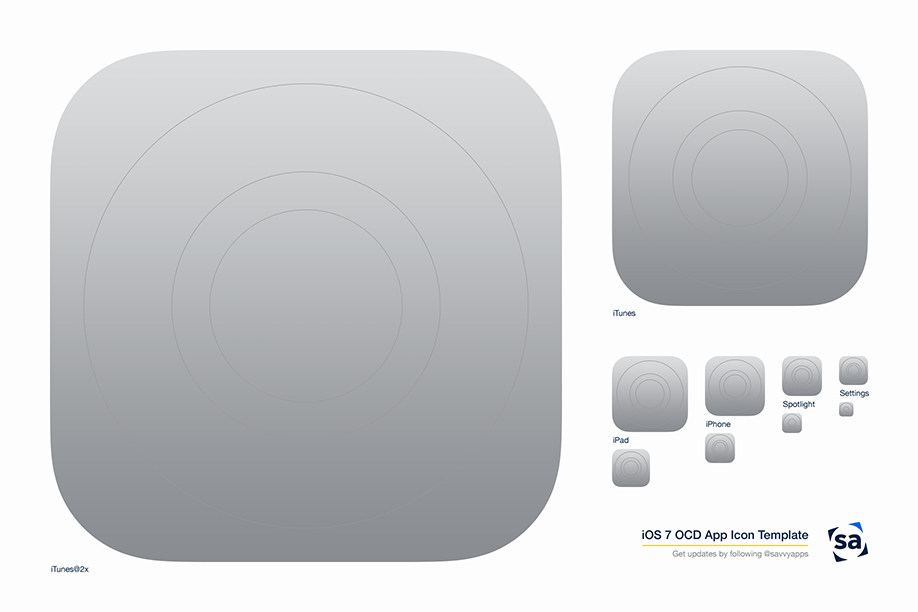 iTunes@2x
iTunes
iPad
iPhone
Spotlight
Settings
iOS 7 OCD App Icon Template
Get updates by following @savvyapps
sa